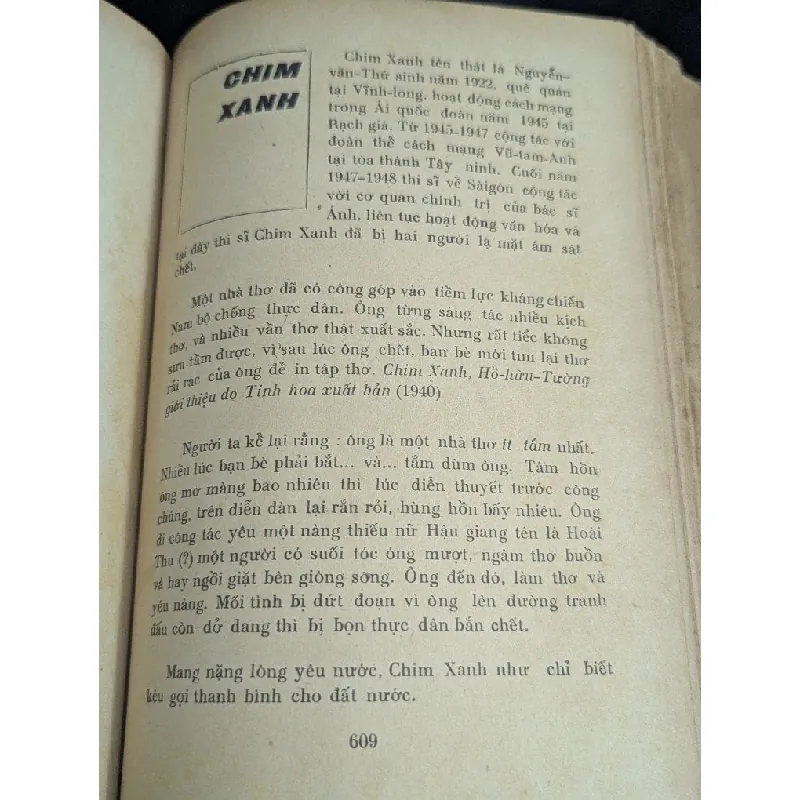 CHIM
XANH
Chim Xanh tên thật là Nguyễn-
văn-Thứ sinh năm 1922, quê quán
tại Vĩnh-long, hoạt động cách mạng
trong Ái quốc đoàn năm 1945 tại
Rạch giá. Từ 1945-1947 cộng tác với
đoàn thể cách mạng Vũ-tam-Anh
tại tòa thánh Tây ninh. Cuối năm
1947-1948 thi sĩ về Sàigòn cộng tác
với cơ quan chính trị của bác sĩ
Ánh, liên tục hoạt động văn hóa và
tại đây thi sĩ Chim Xanh đã bị hai người lạ mặt ám sát
chết.
Một nhà thơ đã có công góp vào tiềm lực kháng chiến
Nam bộ chống thực dân. Ông từng sáng tác nhiều kịch
thơ, và nhiều vần thơ thật xuất sắc. Nhưng rất tiếc không
sưu tầm được, vì sau lúc ông chết, bạn bè mới thu lại thơ
rải rác của ông để in tập thơ. Chim Xanh, Hồ-hữu-Tường
giới thiệu do Tinh hoa xuất bản (1940)
Người ta kể lại rằng : ông là một nhà thơ ít tắm nhất.
Nhiều lúc bạn bè phải bắt... và... tắm dùm ông. Tâm hồn
ông mơ màng bao nhiêu thì lúc diễn thuyết trước công
chúng, trên diễn đàn lại rắn rỏi, hùng hồn bấy nhiêu. Ông
đi công tác yêu một nàng thiếu nữ Hậu giang tên là Hoài
Thu (?) một người có suối tóc óng mượt, ngâm thơ buồn
và hay ngồi giặt bên giòng sông. Ông đến đó, làm thơ và
yêu nàng. Mối tình bị dứt đoạn vì ông lên đường tranh
đấu còn dở dang thì bị bọn thực dân bắn chết.
Mang nặng lòng yêu nước, Chim Xanh như chỉ biết
kêu gọi thanh bình cho đất nước.
609